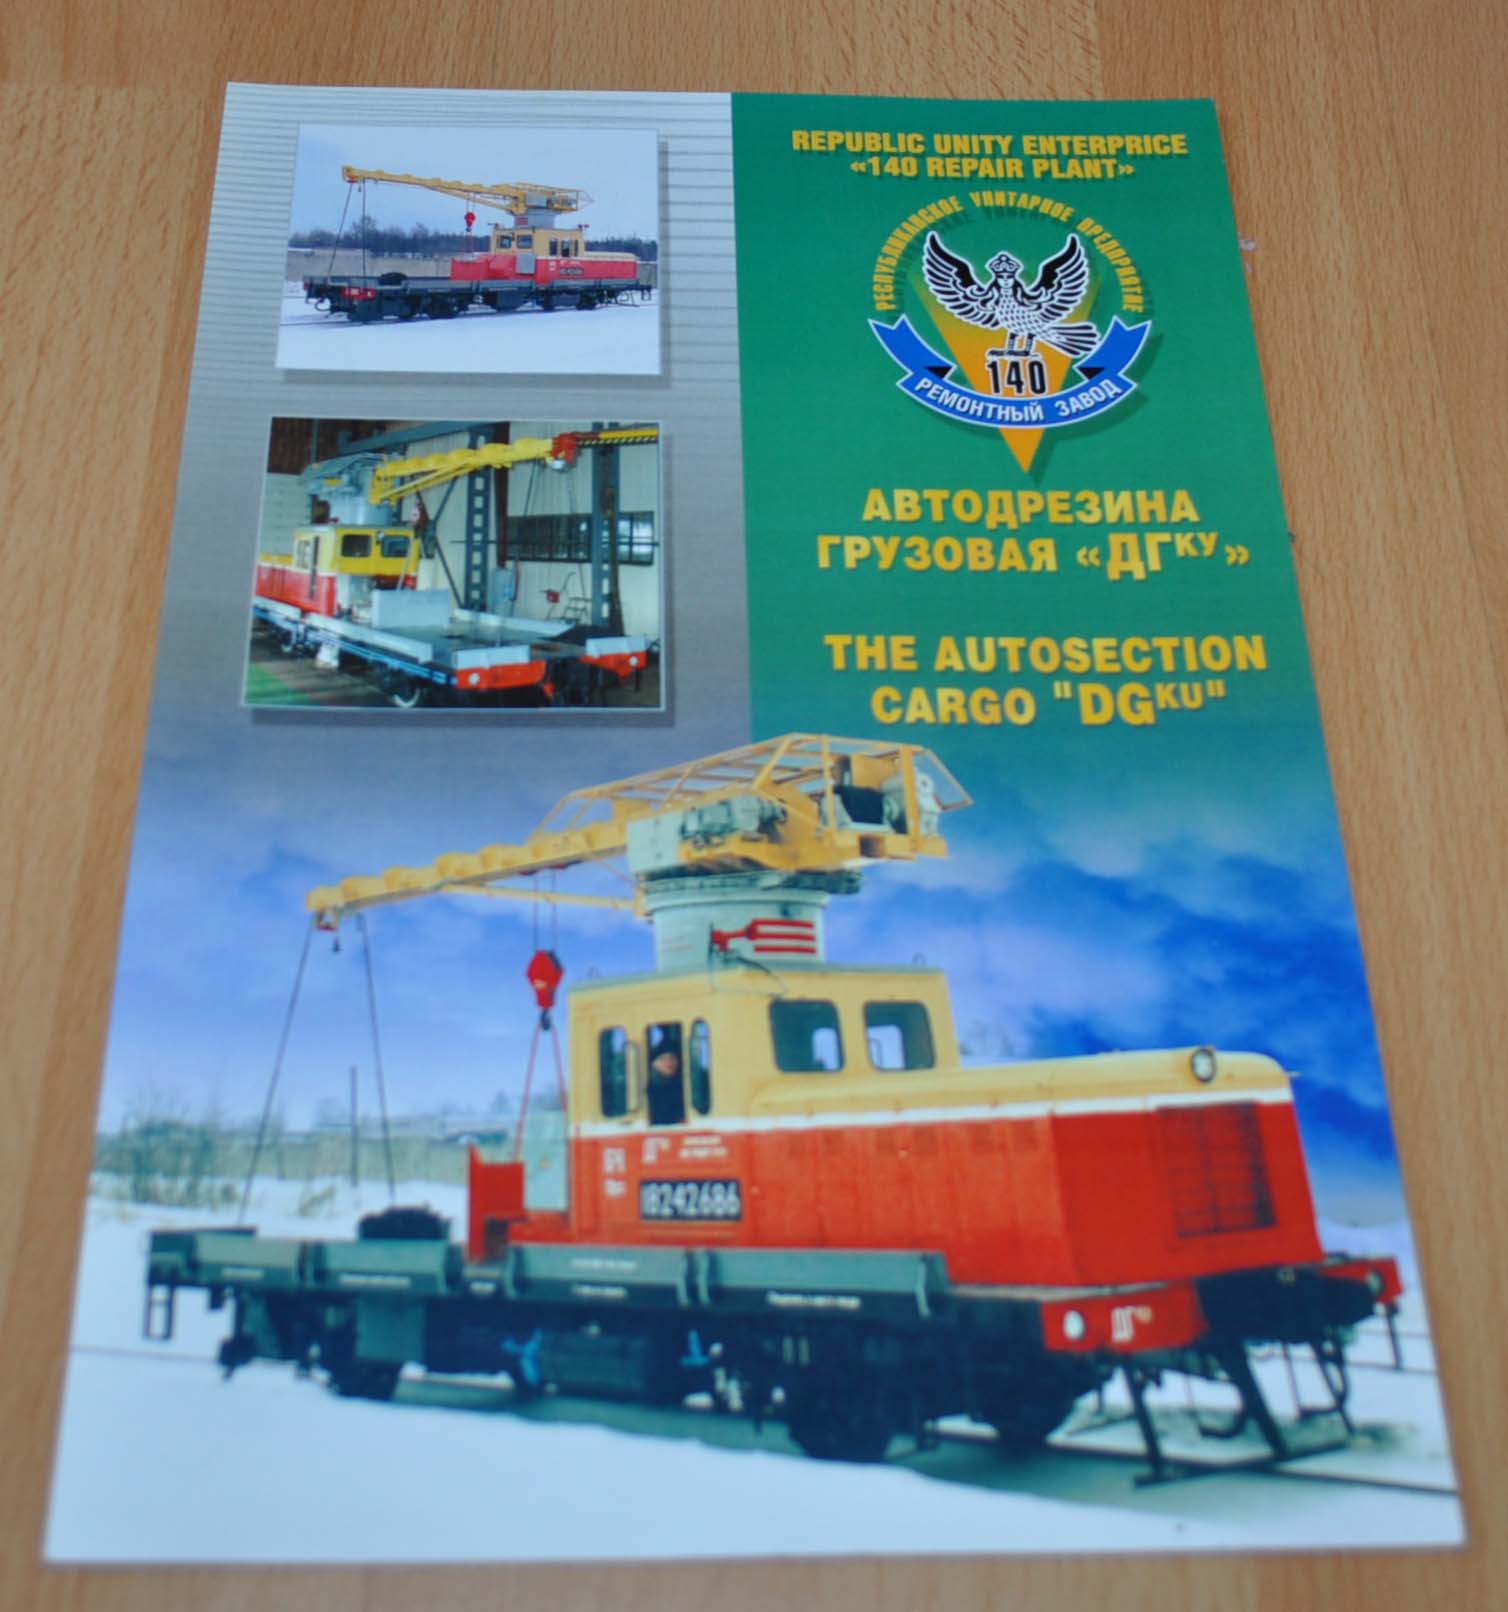 REPUBLIC UNITY ENTERPRICE
«140 REPAIR PLANT»
РЕСПУБЛИКАНСКОЕ УНИТАРНОЕ ПРЕДПРИЯТИЕ
140
РЕМОНТНЫЙ ЗАВОД
АВТОДРЕЗИНА
ГРУЗОВАЯ «ДГКУ»
THE AUTOSECTION
CARGO "DGKU"
18242686